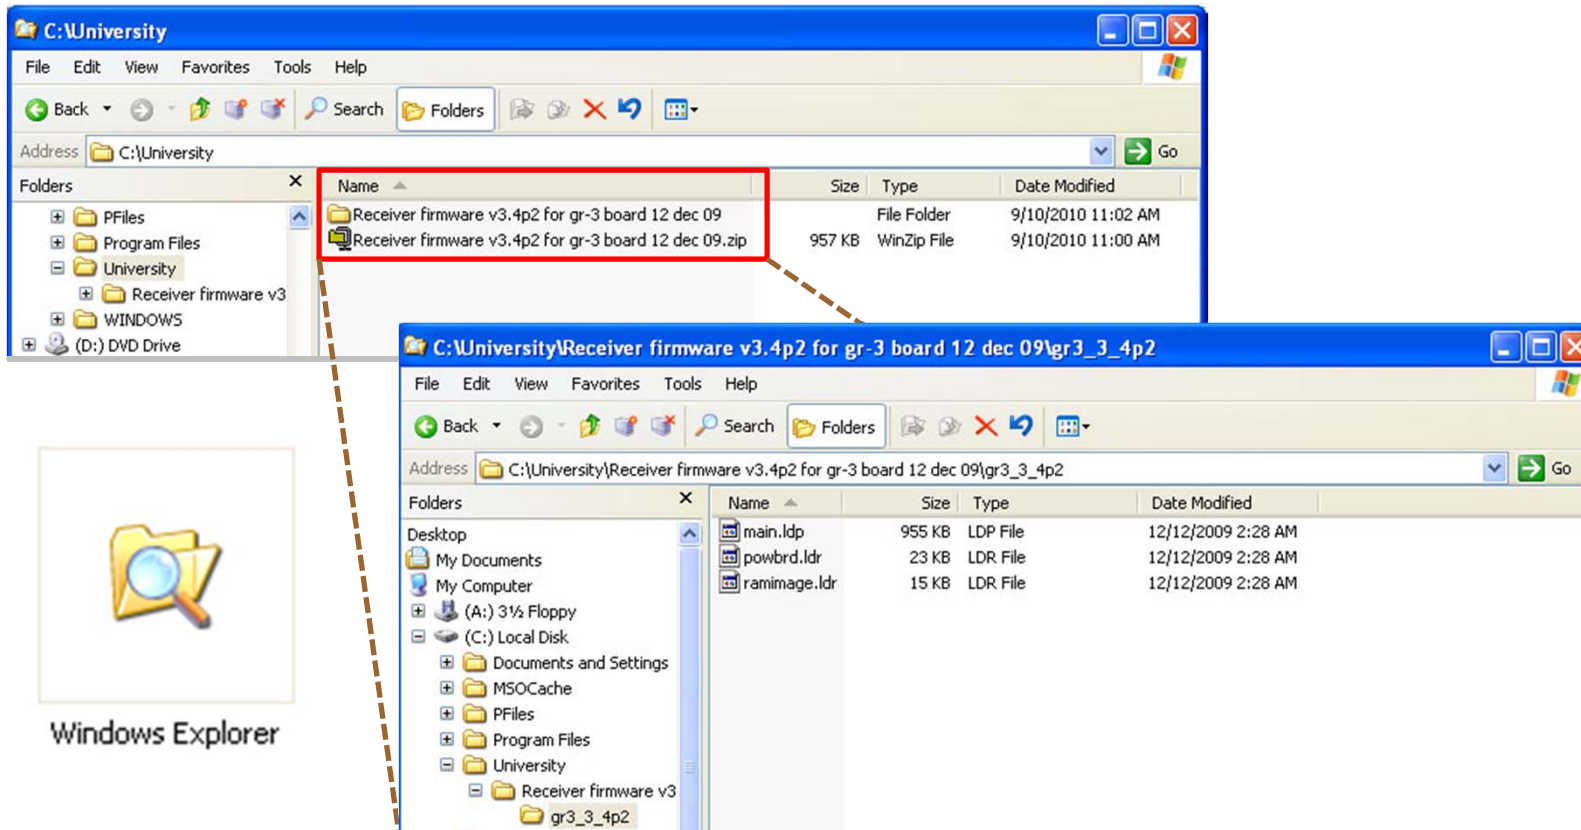 C:\University
File Edit View Favorites Tools Help
Back Search Folders
Address C:\University Go
Folders Name Size Type Date Modified
PFiles Receiver firmware v3.4p2 for gr-3 board 12 dec 09 File Folder 9/10/2010 11:02 AM
Program Files Receiver firmware v3.4p2 for gr-3 board 12 dec 09.zip 957 KB WinZip File 9/10/2010 11:00 AM
University
Receiver firmware v3
WINDOWS
(D:) DVD Drive
C:\University\Receiver firmware v3.4p2 for gr-3 board 12 dec 09\gr3_3_4p2
File Edit View Favorites Tools Help
Back Search Folders
Address C:\University\Receiver firmware v3.4p2 for gr-3 board 12 dec 09\gr3_3_4p2 Go
Folders Name Size Type Date Modified
Desktop main.ldp 955 KB LDP File 12/12/2009 2:28 AM
My Documents powbrd.ldr 23 KB LDR File 12/12/2009 2:28 AM
My Computer ramimage.ldr 15 KB LDR File 12/12/2009 2:28 AM
(A:) 3½ Floppy
(C:) Local Disk
Documents and Settings
MSOCache
PFiles
Program Files
University
Receiver firmware v3
gr3_3_4p2
Windows Explorer